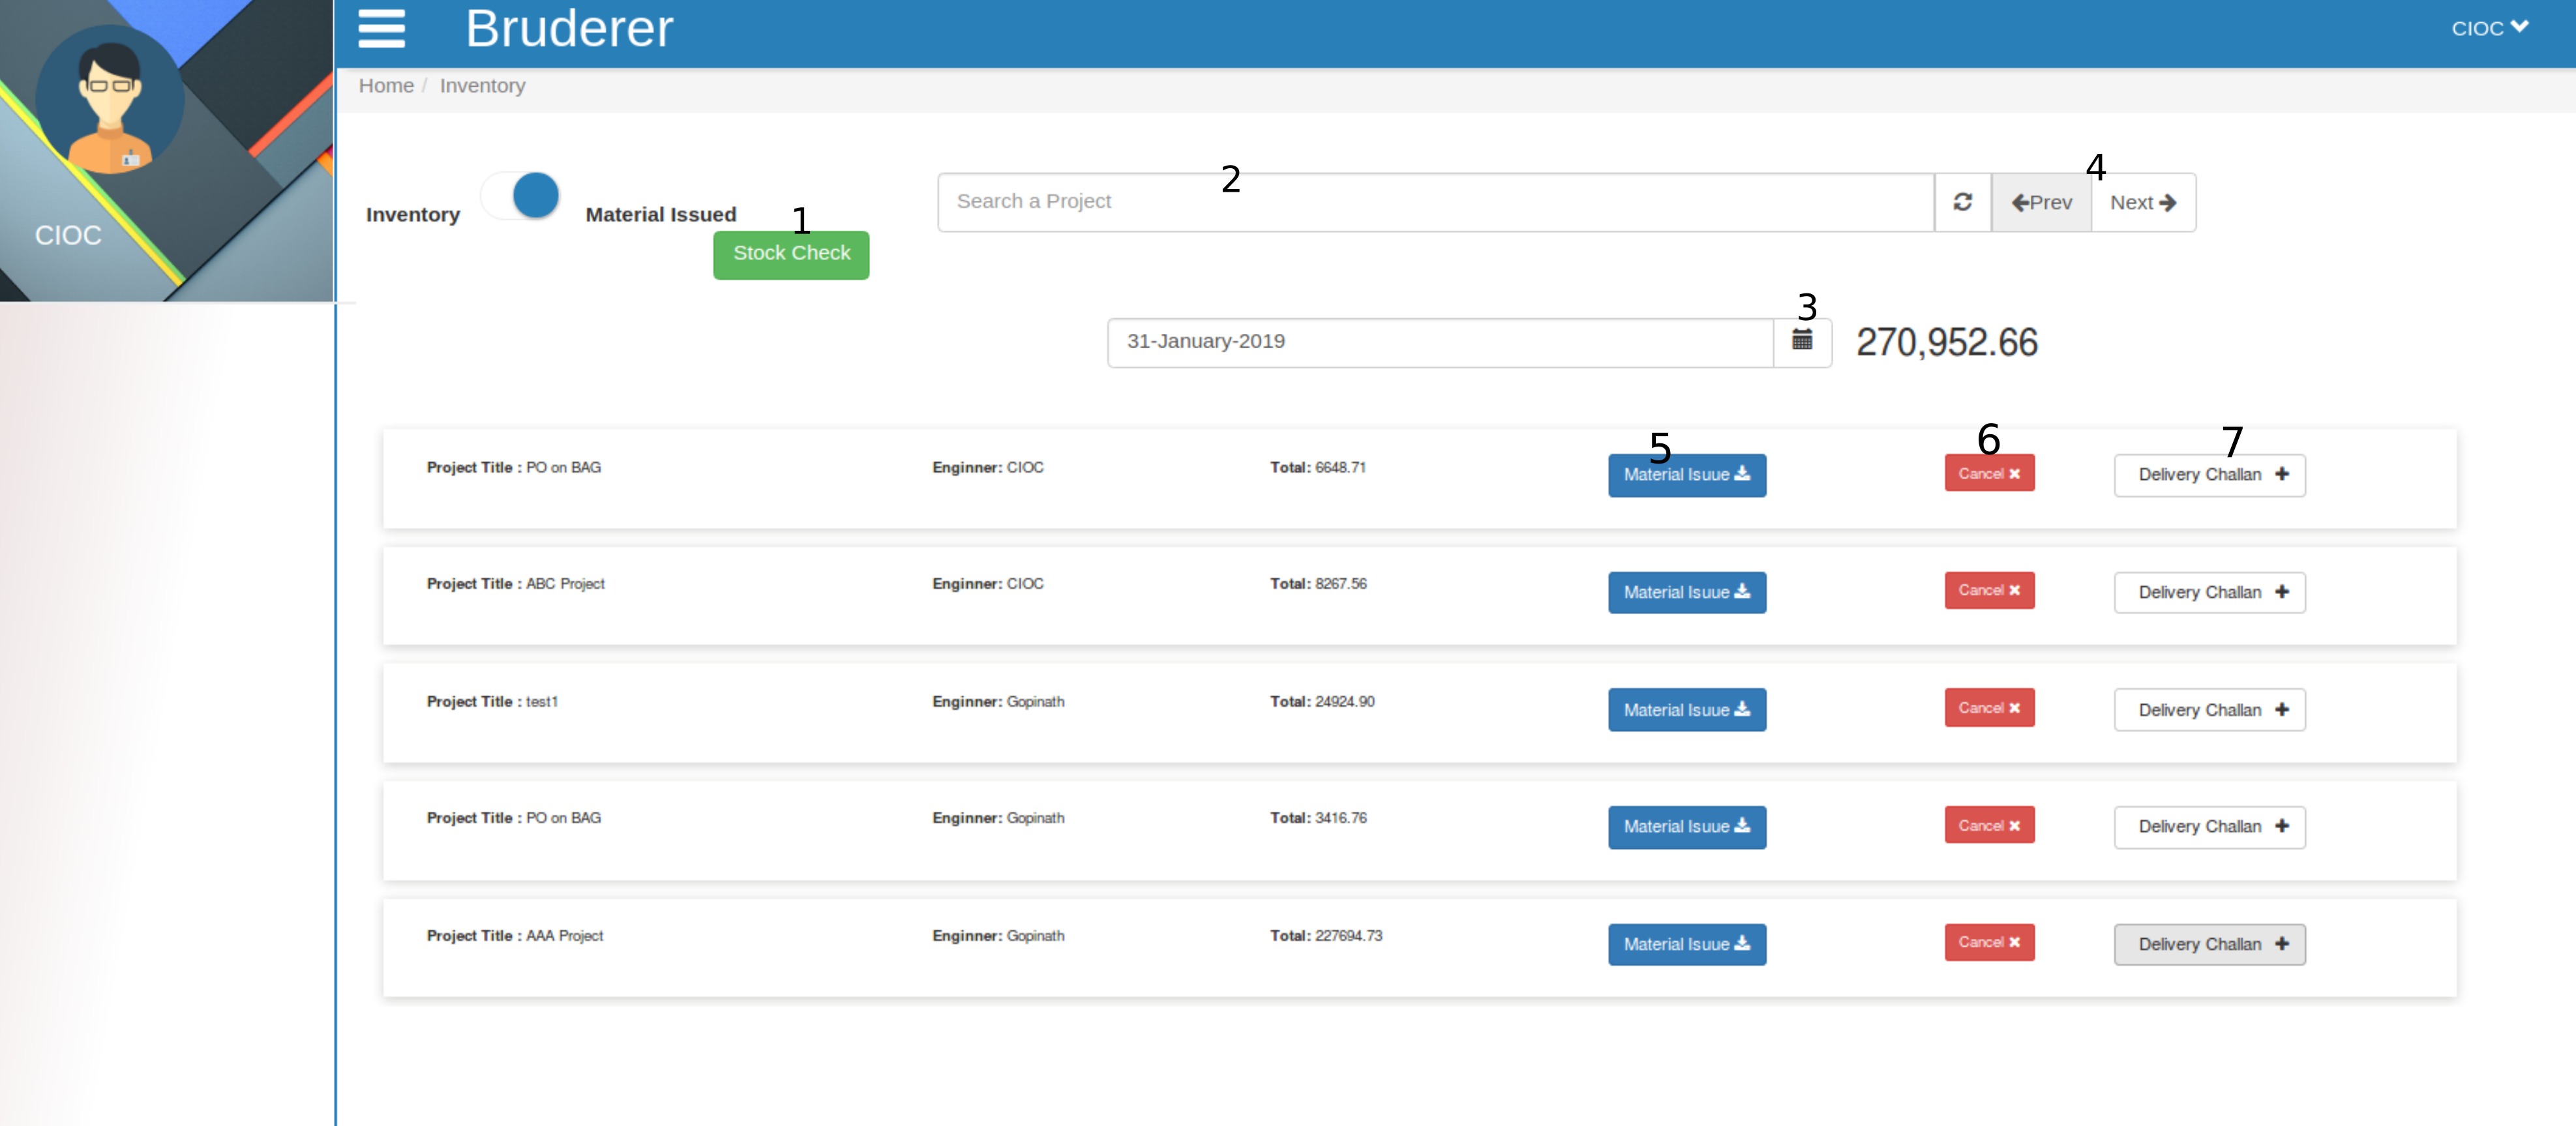 Bruderer
CIOC
Home / Inventory
CIOC
Inventory
Material Issued
1
Stock Check
2
Search a Project
4
Prev
Next
3
31-January-2019
270,952.66
5
6
7
Project Title : PO on BAG Enginner: CIOC Total: 6648.71 Material Isuue Cancel Delivery Challan
Project Title : ABC Project Enginner: CIOC Total: 8267.56 Material Isuue Cancel Delivery Challan
Project Title : test1 Enginner: Gopinath Total: 24924.90 Material Isuue Cancel Delivery Challan
Project Title : PO on BAG Enginner: Gopinath Total: 3416.76 Material Isuue Cancel Delivery Challan
Project Title : AAA Project Enginner: Gopinath Total: 227694.73 Material Isuue Cancel Delivery Challan